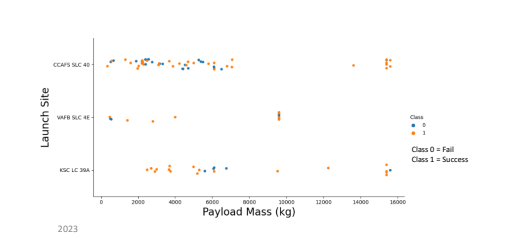 CCAFS SLC 40
VAFB SLC 4E
KSC LC 39A
Launch Site
0 2000 4000 6000 8000 10000 12000 14000 16000
Payload Mass (kg)
Class
0
1
Class 0 = Fail
Class 1 = Success
2023